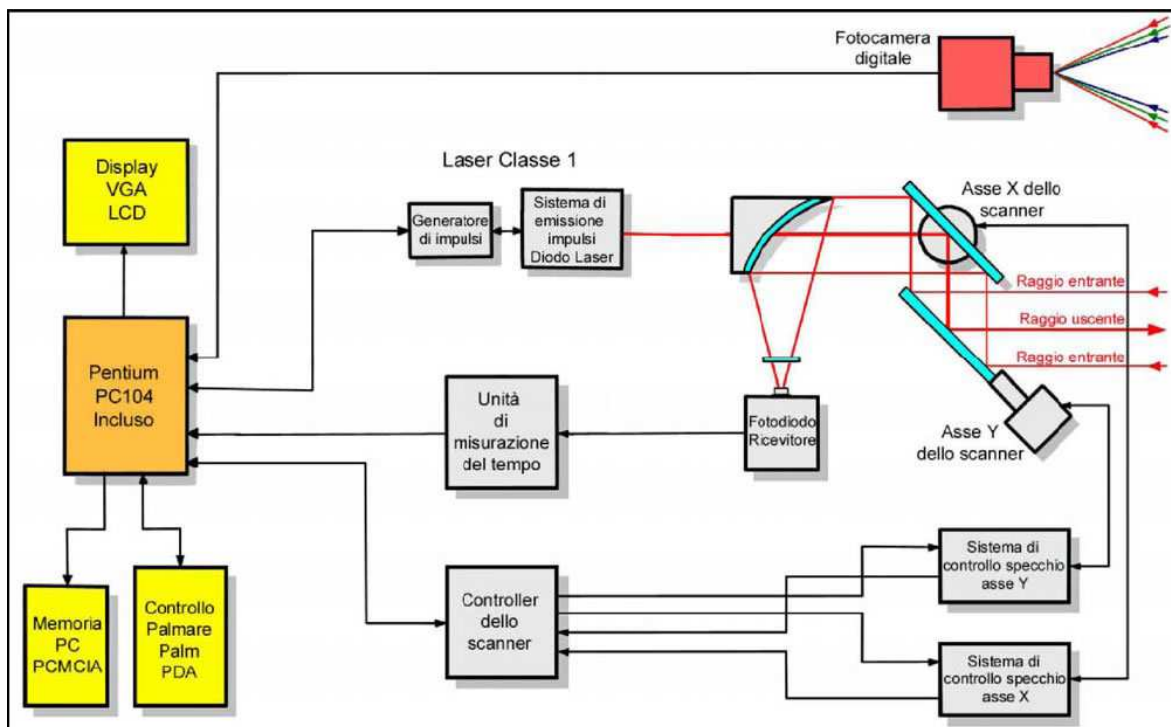 Fotocamera
digitale
Display
VGA
LCD
Laser Classe 1
Generatore
di impulsi
Sistema di
emissione
impulsi
Diodo Laser
Asse X dello
scanner
Raggio entrante
Raggio uscente
Raggio entrante
Pentium
PC104
Incluso
Unità
di
misurazione
del tempo
Fotodiodo
Ricevitore
Asse Y
dello scanner
Memoria
PC
PCMCIA
Controllo
Palmare
Palm
PDA
Controller
dello
scanner
Sistema di
controllo specchio
asse Y
Sistema di
controllo specchio
asse X